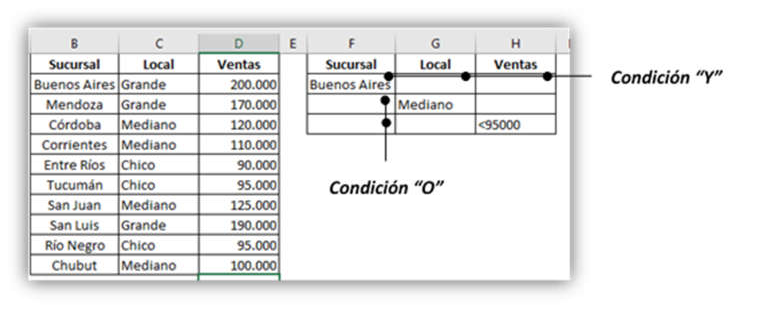 B C D E F G H
Sucursal Local Ventas Sucursal Local Ventas
Buenos Aires Grande 200.000 Buenos Aires
Mendoza Grande 170.000 Mediano
Córdoba Mediano 120.000 <95000
Corrientes Mediano 110.000
Entre Ríos Chico 90.000
Tucumán Chico 95.000
San Juan Mediano 125.000
San Luis Grande 190.000
Río Negro Chico 95.000
Chubut Mediano 100.000
Condición “Y”
Condición “O”